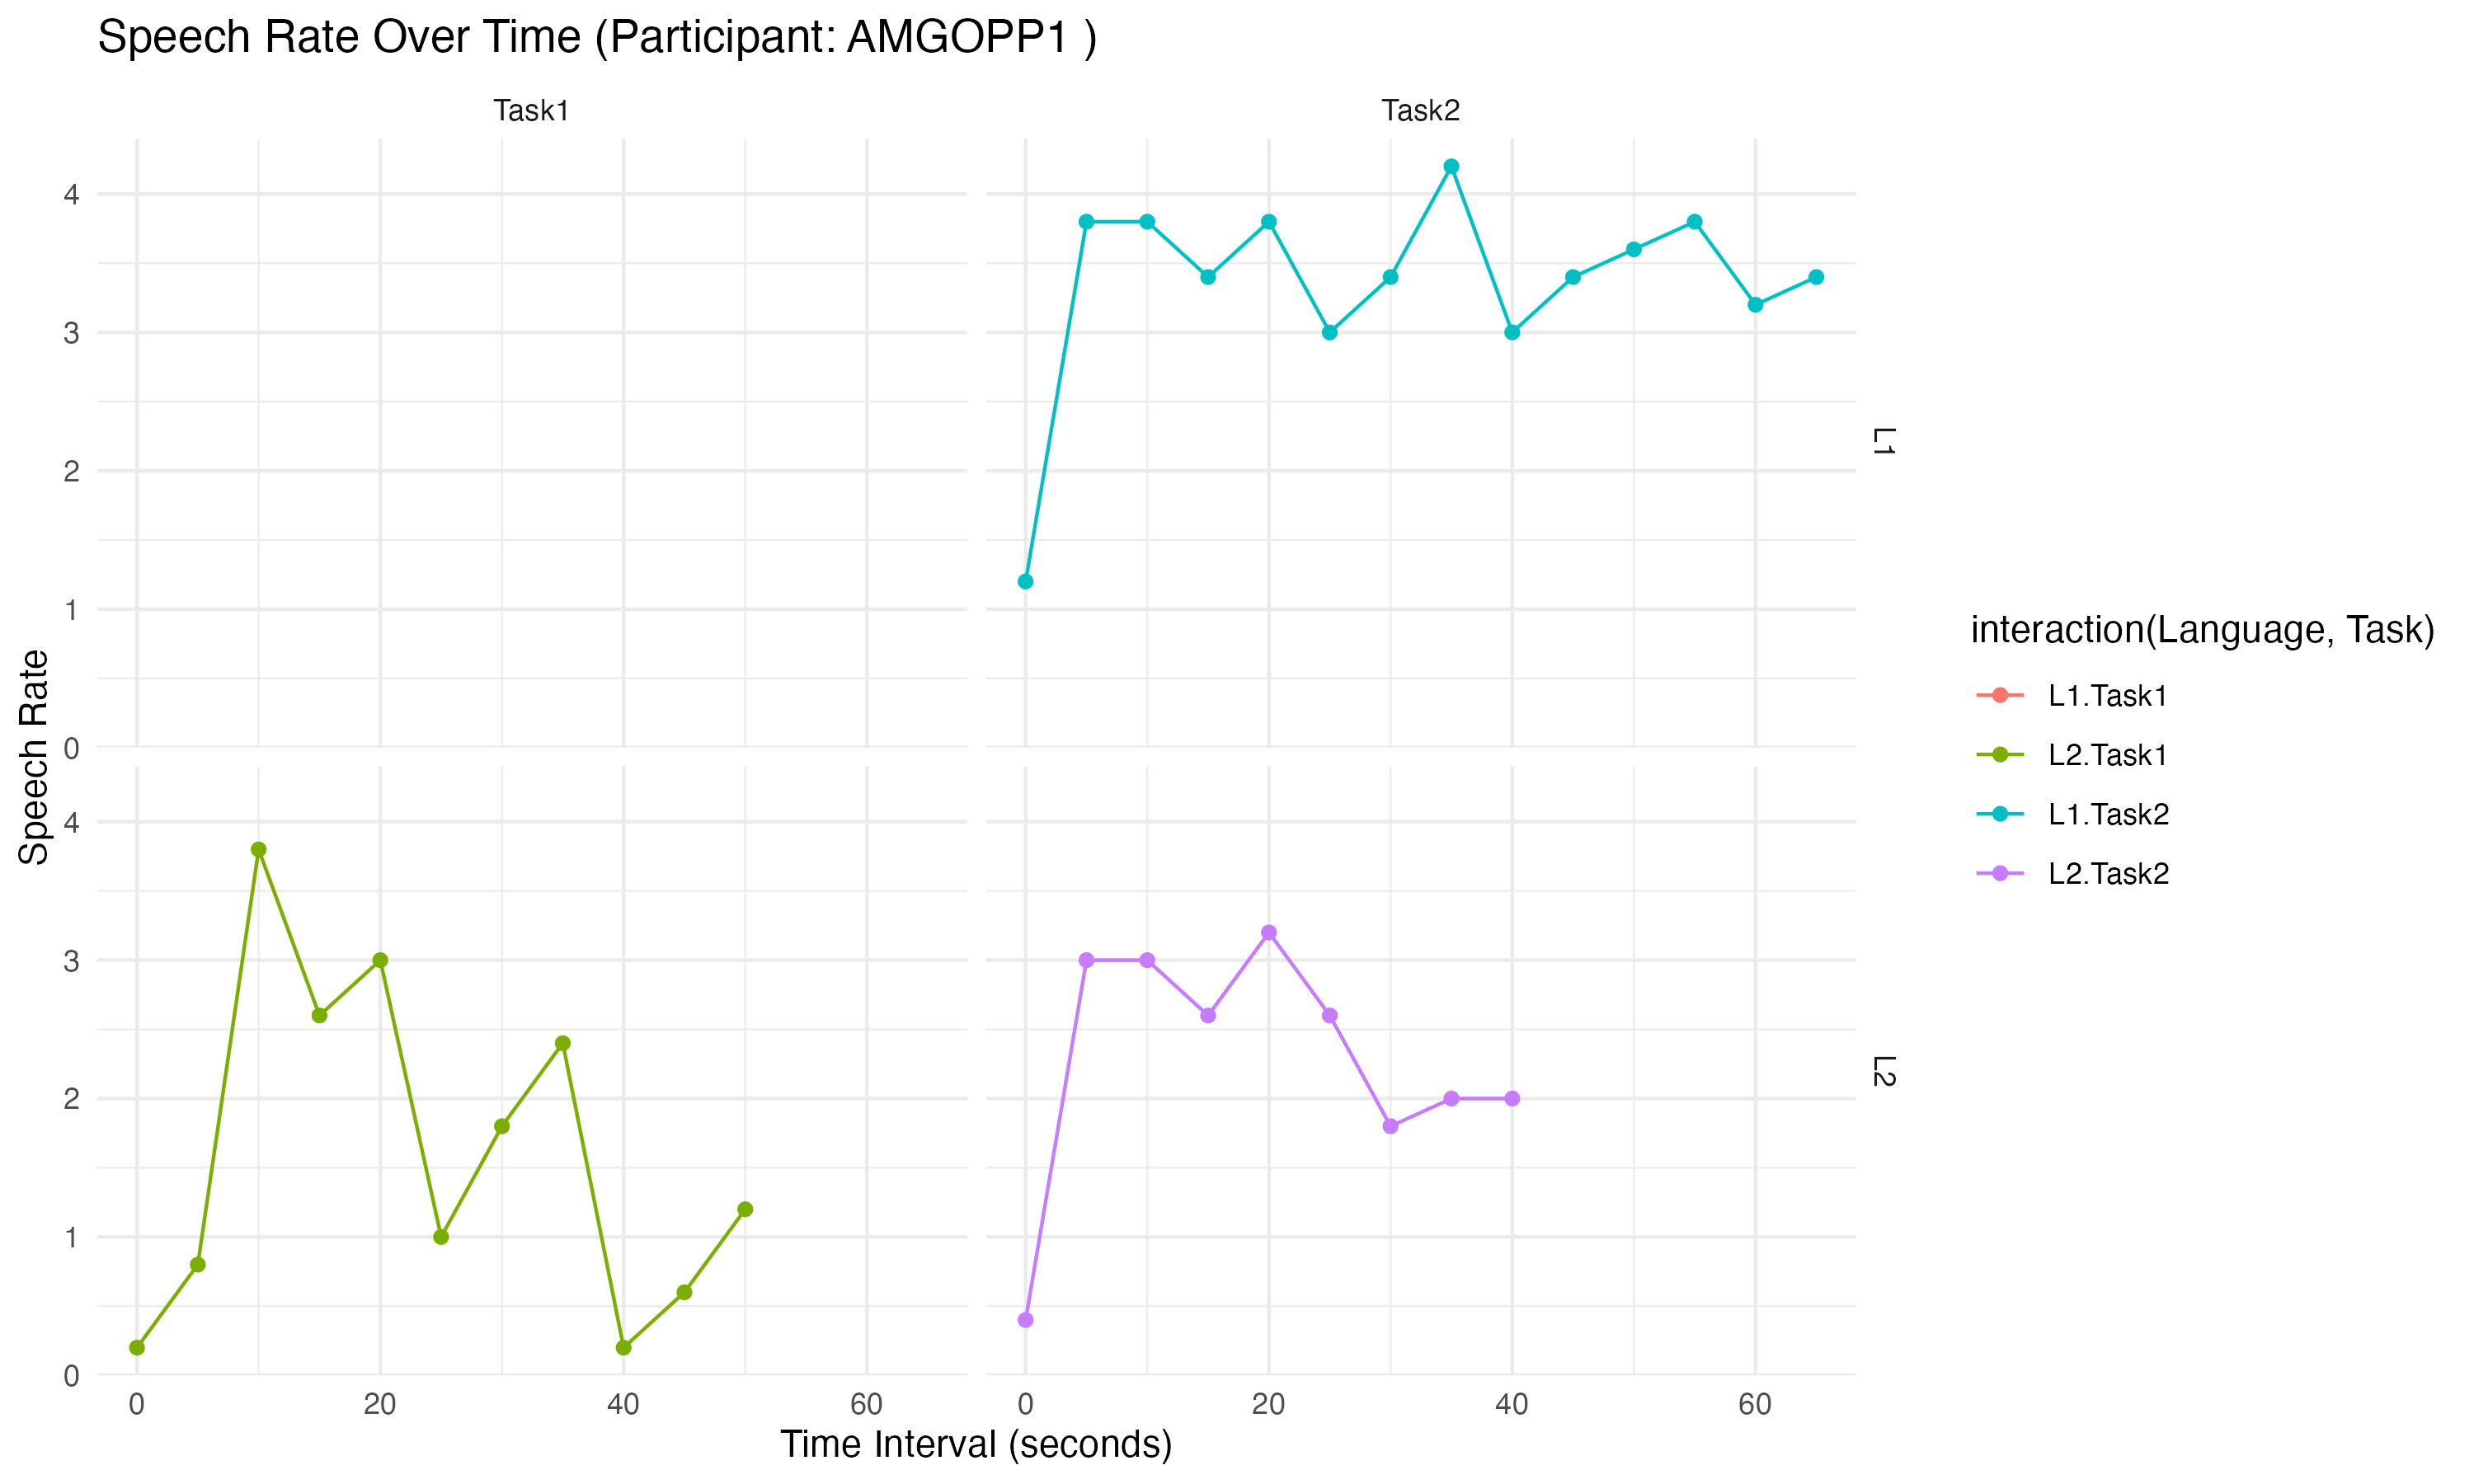 Speech Rate Over Time (Participant: AMGOPP1 )
Task1
Task2
4
3
2
1
0
L1
4
3
2
1
0
L2
0
20
40
60
0
20
40
60
Time Interval (seconds)
Speech Rate
interaction(Language, Task)
L1.Task1
L2.Task1
L1.Task2
L2.Task2